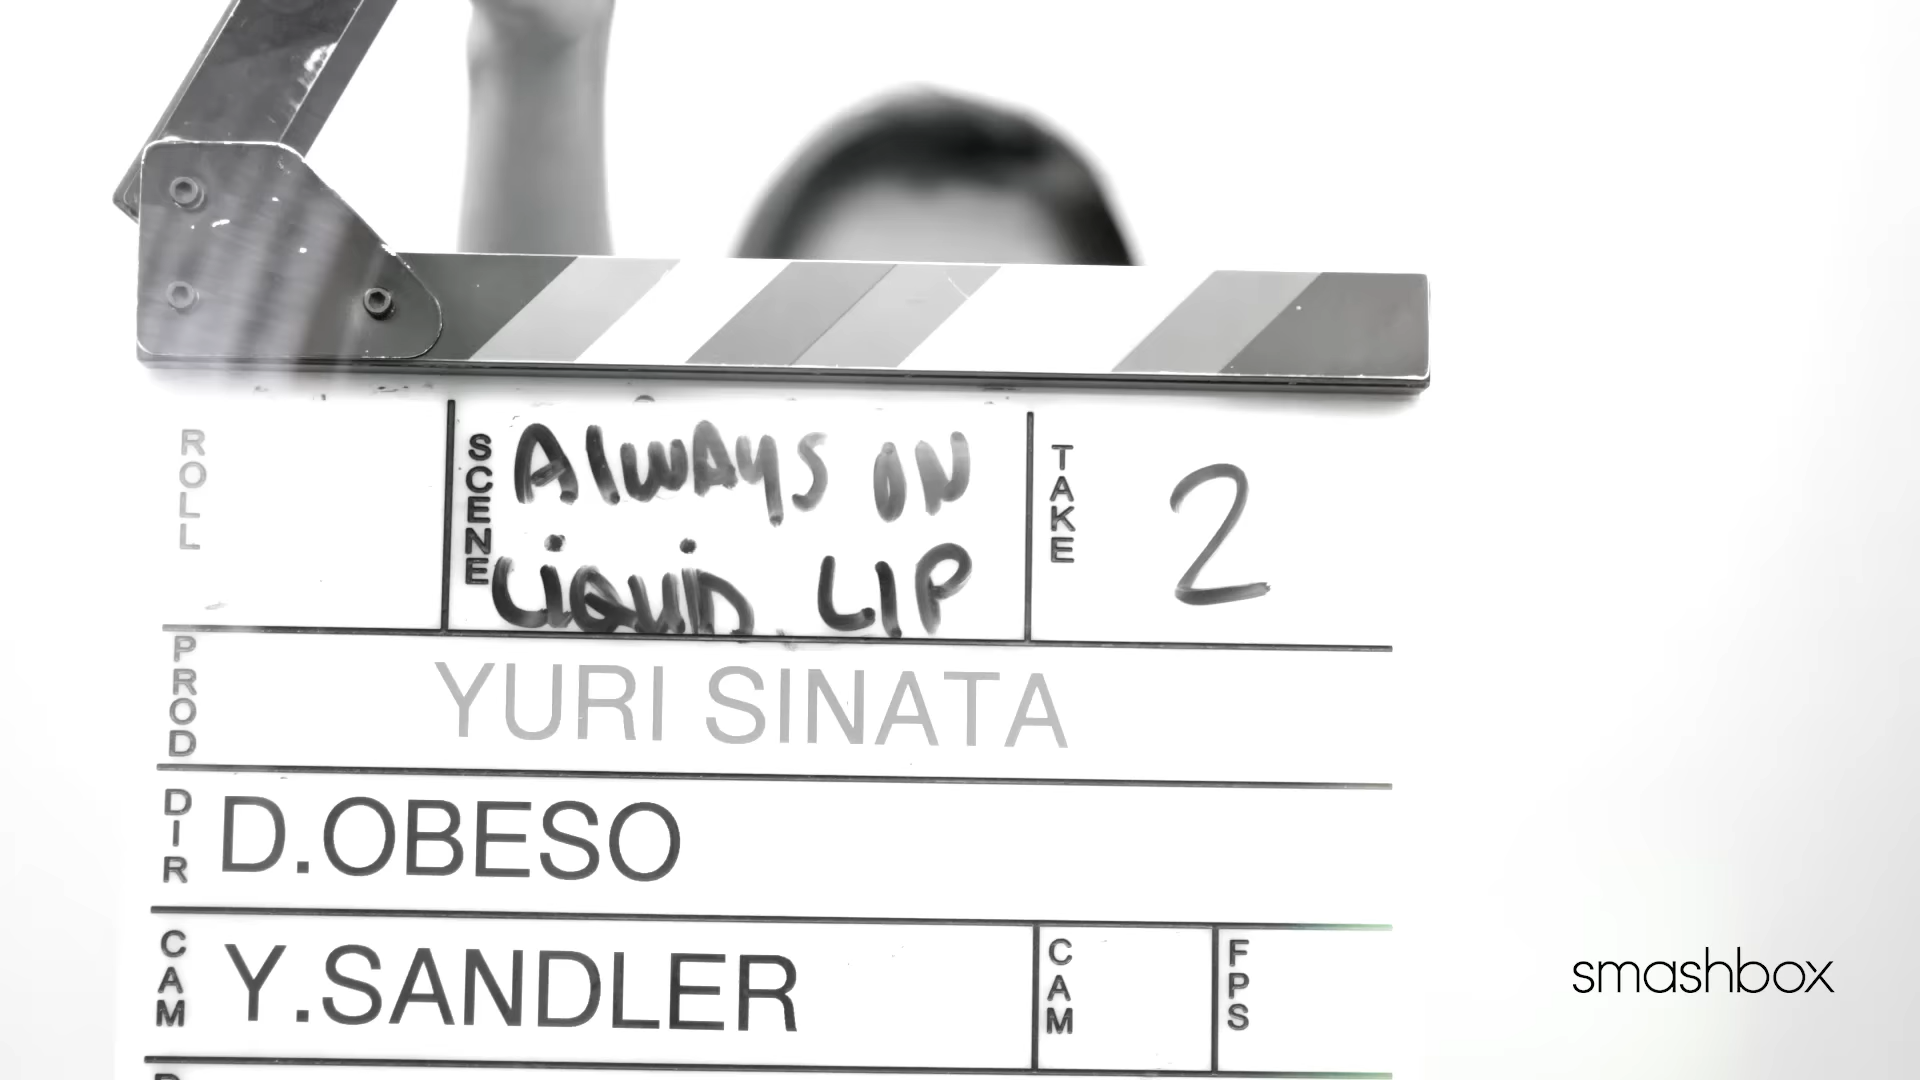 ROLL
SCENE
ALWAYS ON
LiQUiD LIP
TAKE
2
PROD
YURI SINATA
DIR
D.OBESO
CAM
Y.SANDLER
CAM
FPS
smashbox